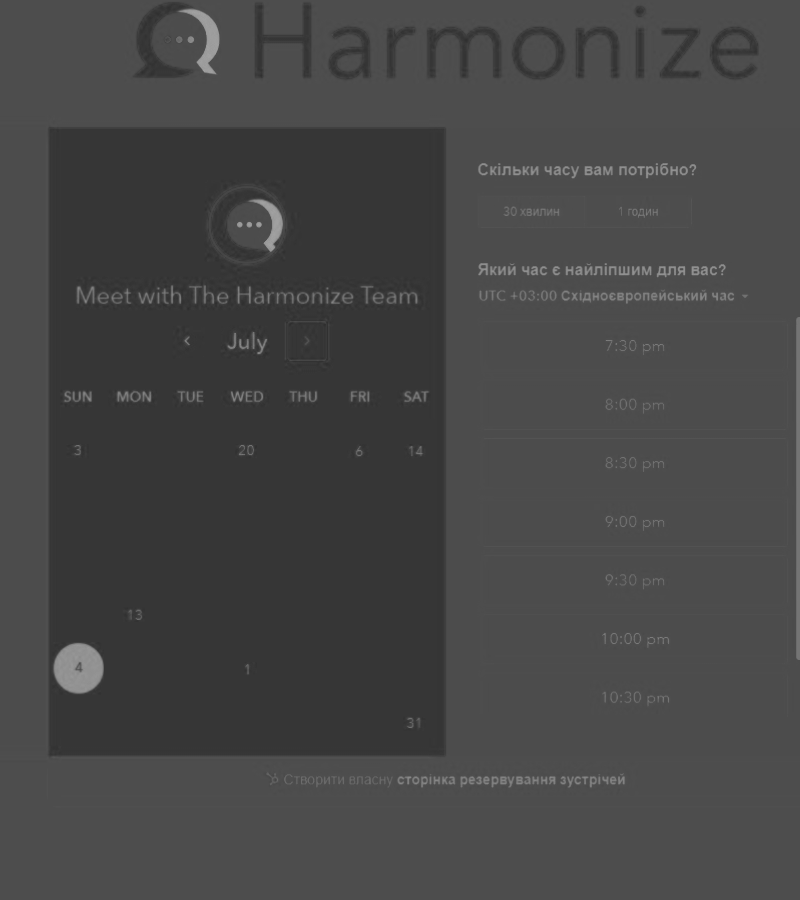 Harmonize
Скільки часу вам потрібно?
30 хвилин 1 годин
Який час є найліпшим для вас?
UTC +03:00 Східноєвропейський час
Meet with The Harmonize Team
July
SUN MON TUE WED THU FRI SAT
3 20 6 14
13
4 1
31
7:30 pm
8:00 pm
8:30 pm
9:00 pm
9:30 pm
10:00 pm
10:30 pm
Створити власну сторінка резервування зустрічей